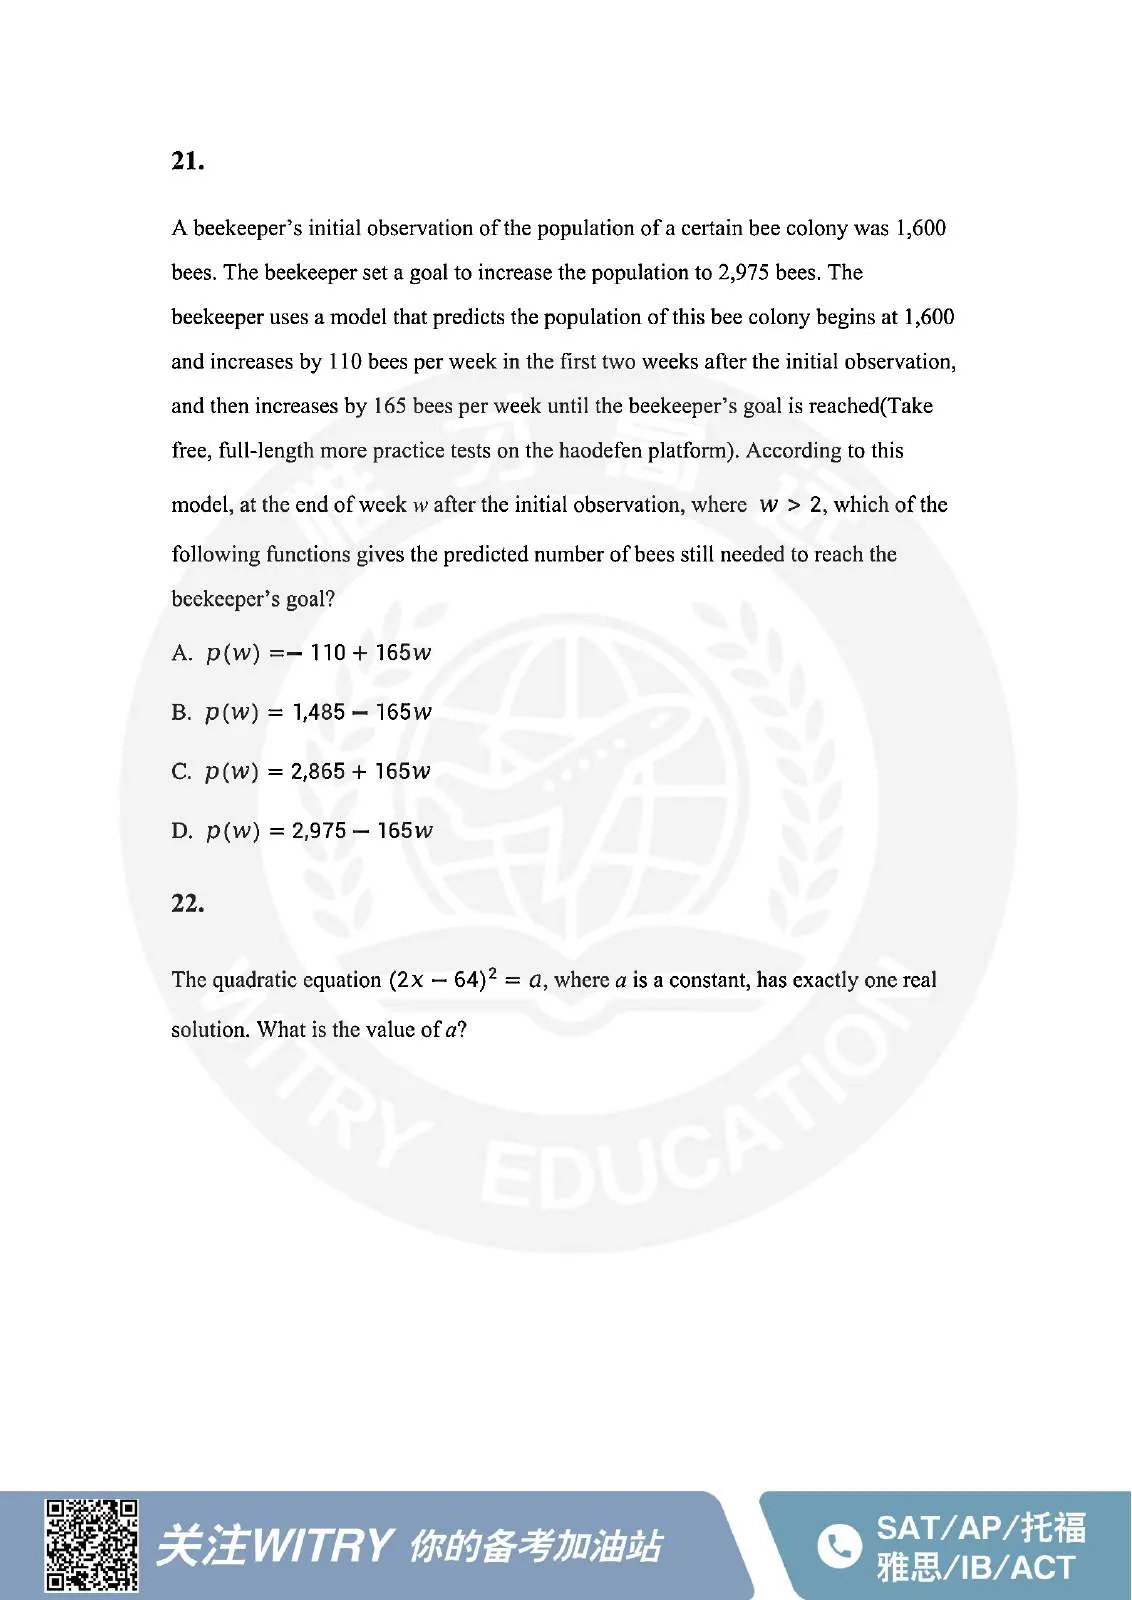 21.
A beekeeper's initial observation of the population of a certain bee colony was 1,600
bees. The beekeeper set a goal to increase the population to 2,975 bees. The
beekeeper uses a model that predicts the population of this bee colony begins at 1,600
and increases by 110 bees per week in the first two weeks after the initial observation,
and then increases by 165 bees per week until the beekeeper's goal is reached(Take
free, full-length more practice tests on the haodefen platform). According to this
model, at the end of week w after the initial observation, where w > 2, which of the
following functions gives the predicted number of bees still needed to reach the
beekeeper's goal?
A. p(w) =− 110 + 165w
B. p(w) = 1,485 − 165w
C. p(w) = 2,865 + 165w
D. p(w) = 2,975 − 165w
22.
The quadratic equation (2x − 64)² = a, where a is a constant, has exactly one real
solution. What is the value of a?
WITRY EDUCATION
关注WITRY 你的备考加油站
SAT/AP/托福
雅思/IB/ACT